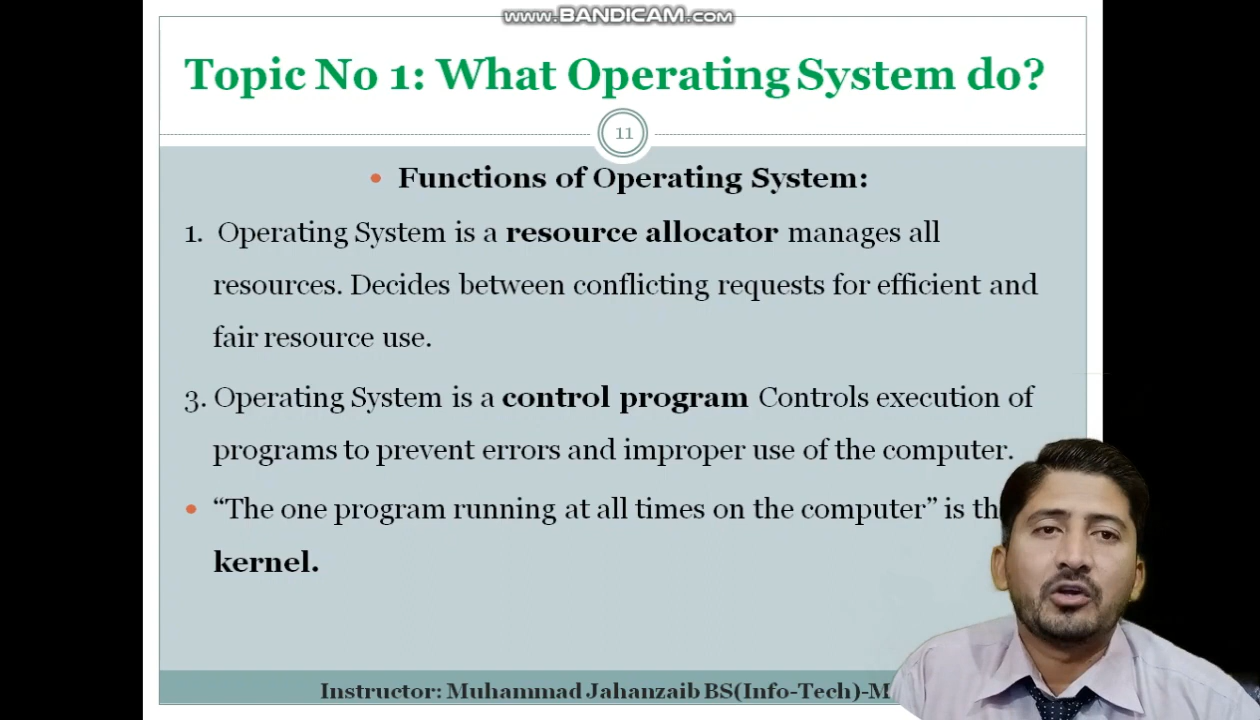 www.BANDICAM.com
Topic No 1: What Operating System do?
11
• Functions of Operating System:
1. Operating System is a resource allocator manages all
resources. Decides between conflicting requests for efficient and
fair resource use.
3. Operating System is a control program Controls execution of
programs to prevent errors and improper use of the computer.
• “The one program running at all times on the computer” is th
kernel.
Instructor: Muhammad Jahanzaib BS(Info-Tech)-M